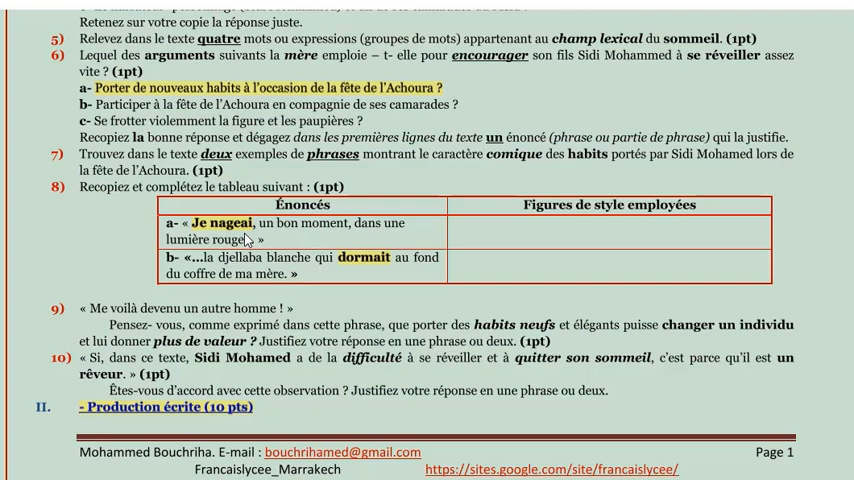 Retenez sur votre copie la réponse juste.
5) Relevez dans le texte quatre mots ou expressions (groupes de mots) appartenant au champ lexical du sommeil. (1pt)
6) Lequel des arguments suivants la mère emploie – t- elle pour encourager son fils Sidi Mohammed à se réveiller assez
vite ? (1pt)
a- Porter de nouveaux habits à l'occasion de la fête de l'Achoura ?
b- Participer à la fête de l'Achoura en compagnie de ses camarades ?
c- Se frotter violemment la figure et les paupières ?
Recopiez la bonne réponse et dégagez dans les premières lignes du texte un énoncé (phrase ou partie de phrase) qui la justifie.
7) Trouvez dans le texte deux exemples de phrases montrant le caractère comique des habits portés par Sidi Mohamed lors de
la fête de l'Achoura. (1pt)
8) Recopiez et complétez le tableau suivant : (1pt)
Énoncés Figures de style employées
a- « Je nageai, un bon moment, dans une
lumière rouge. »
b- «...la djellaba blanche qui dormait au fond
du coffre de ma mère. »
9) « Me voilà devenu un autre homme ! »
Pensez- vous, comme exprimé dans cette phrase, que porter des habits neufs et élégants puisse changer un individu
et lui donner plus de valeur ? Justifiez votre réponse en une phrase ou deux. (1pt)
10) « Si, dans ce texte, Sidi Mohamed a de la difficulté à se réveiller et à quitter son sommeil, c'est parce qu'il est un
rêveur. » (1pt)
Êtes-vous d'accord avec cette observation ? Justifiez votre réponse en une phrase ou deux.
II. - Production écrite (10 pts)
Mohammed Bouchriha. E-mail : bouchrihamed@gmail.com Page 1
Francaislycee_Marrakech https://sites.google.com/site/francaislycee/